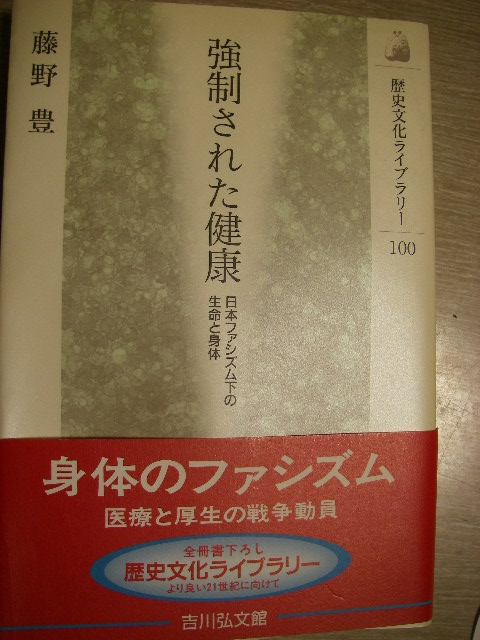 歴史文化ライブラリー
100
強制された健康
日本ファシズム下の
生命と身体
藤野 豊
身体のファシズム
医療と厚生の戦争動員
全冊書下ろし
歴史文化ライブラリー
より良い21世紀に向けて
吉川弘文館